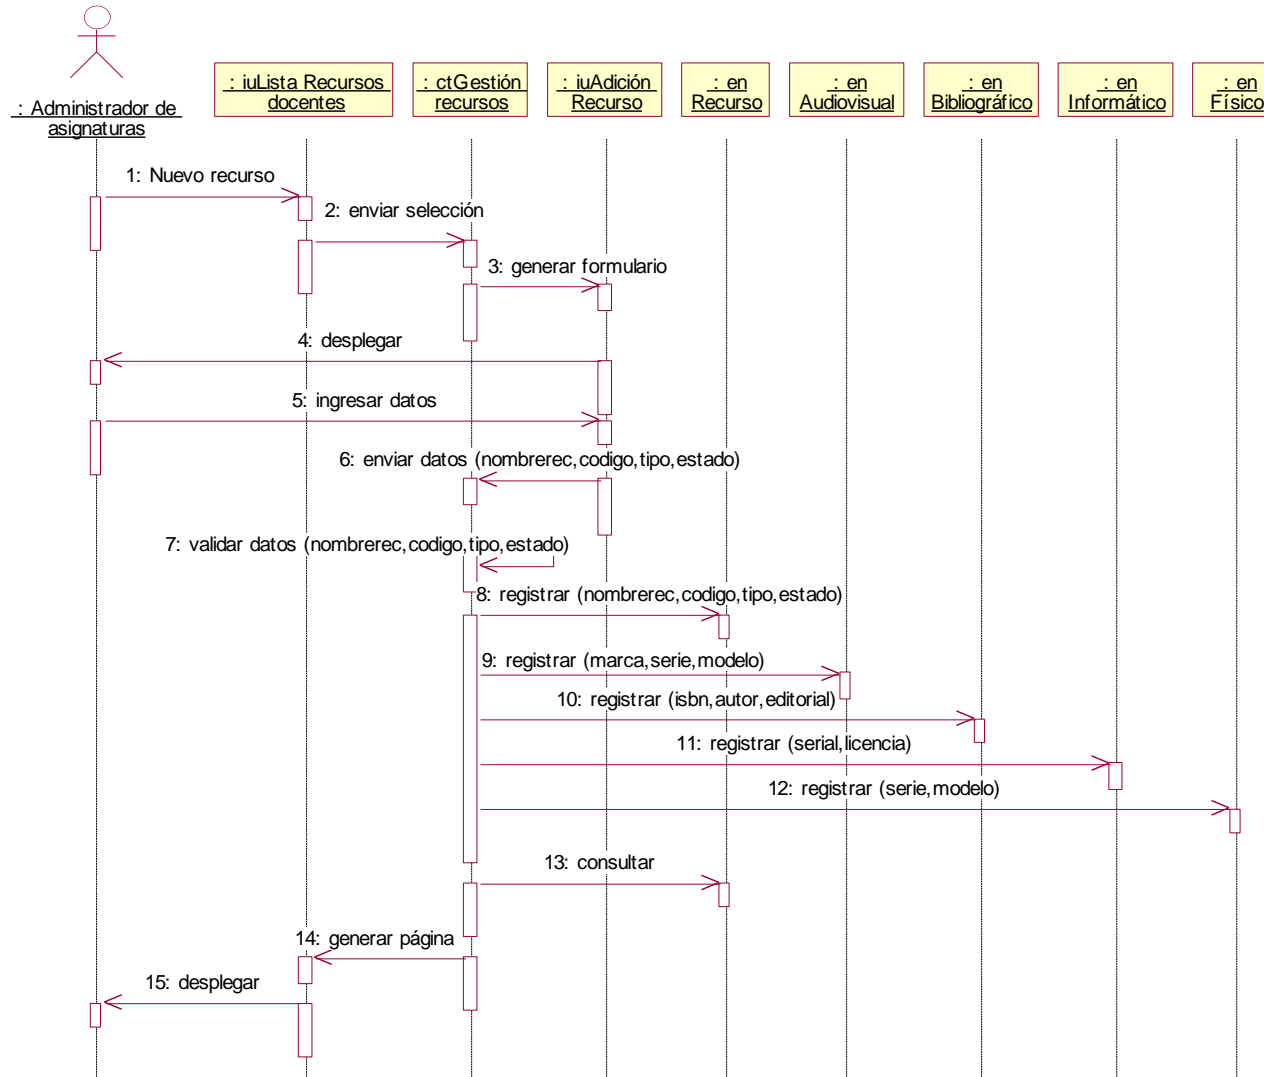 : Administrador de
asignaturas
: iuLista Recursos
docentes
: ctGestión
recursos
: iuAdición
Recurso
: en
Recurso
: en
Audiovisual
: en
Bibliográfico
: en
Informático
: en
Físico
1: Nuevo recurso
2: enviar selección
3: generar formulario
4: desplegar
5: ingresar datos
6: enviar datos (nombrerec,codigo,tipo,estado)
7: validar datos (nombrerec,codigo,tipo,estado)
8: registrar (nombrerec,codigo,tipo,estado)
9: registrar (marca,serie,modelo)
10: registrar (isbn,autor,editorial)
11: registrar (serial,licencia)
12: registrar (serie,modelo)
13: consultar
14: generar página
15: desplegar